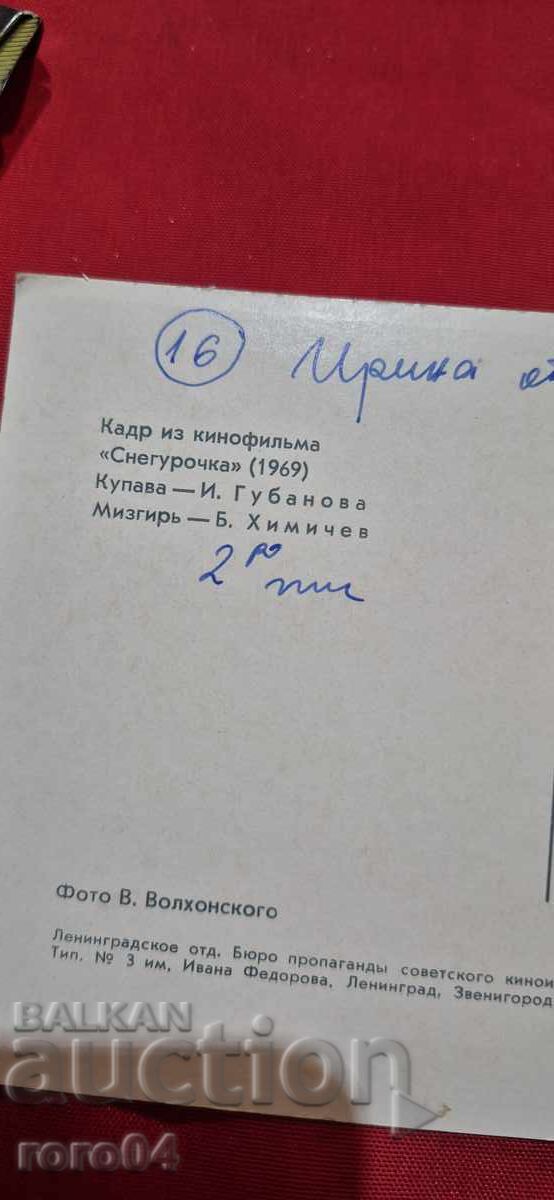 16 Ирина
Кадр из кинофильма
«Снегурочка» (1969)
Купава — И. Губанова
Мизгирь — Б. Химичев
2
Фото В. Волхонского
Ленинградское отд. Бюро пропаганды советского
Тип. № 3 им, Ивана Федорова, Ленинград, Звенигород
BALKAN
auction
roro04